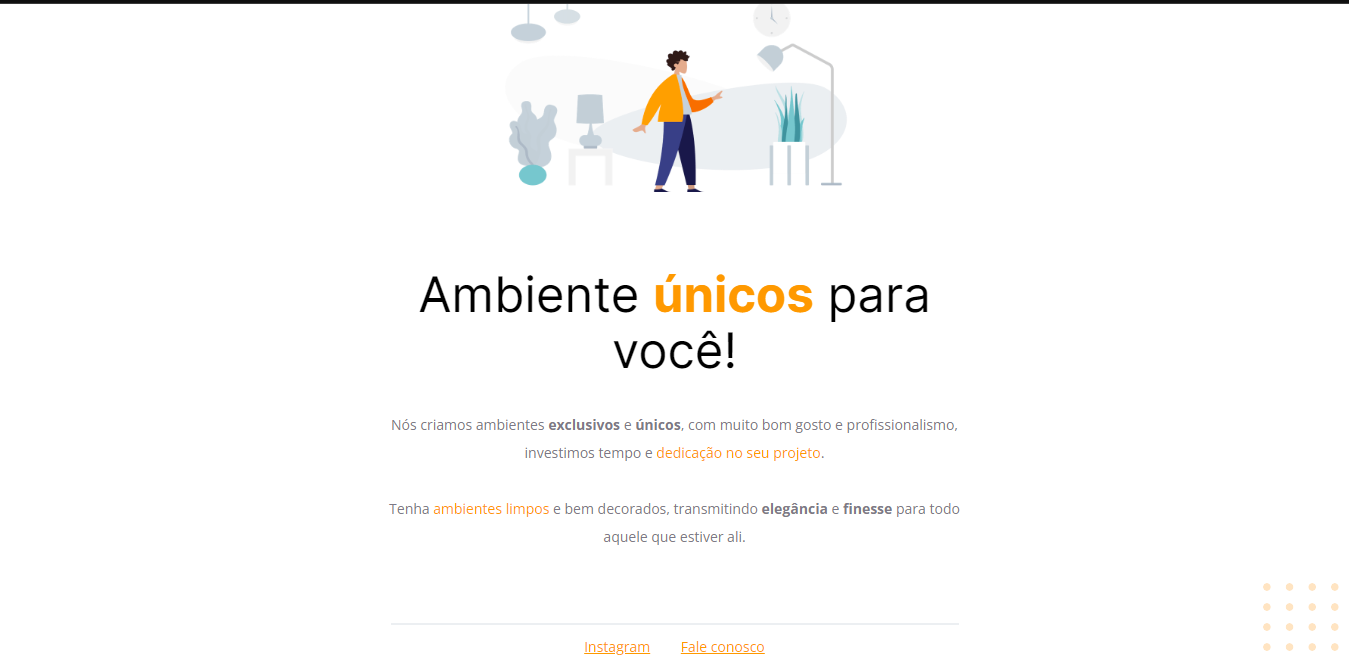 Ambiente únicos para
você!
Nós criamos ambientes exclusivos e únicos, com muito bom gosto e profissionalismo,
investimos tempo e dedicação no seu projeto.
Tenha ambientes limpos e bem decorados, transmitindo elegância e finesse para todo
aquele que estiver ali.
Instagram Fale conosco